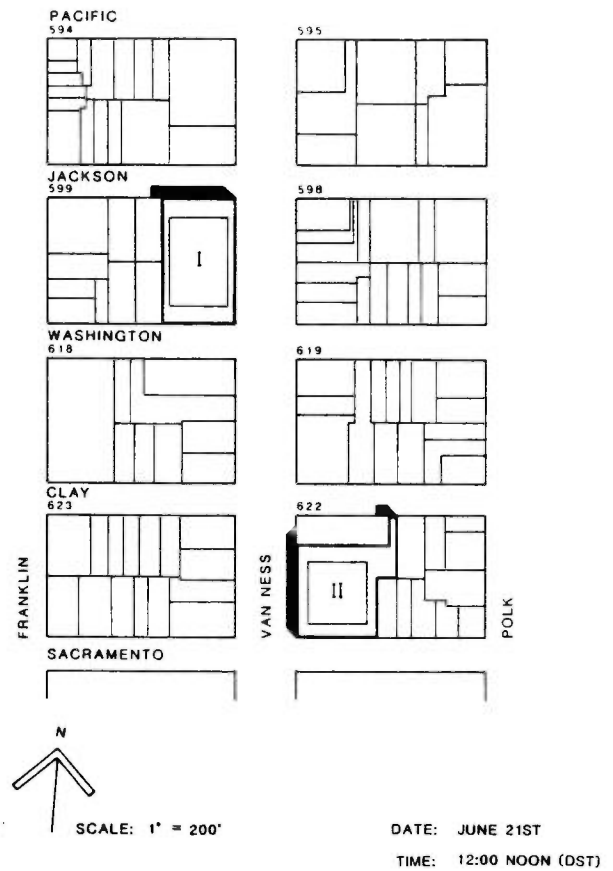 PACIFIC
594
595
JACKSON
599
598
I
WASHINGTON
618
619
CLAY
623
622
II
FRANKLIN
VAN NESS
POLK
SACRAMENTO
N
SCALE: 1" = 200'
DATE: JUNE 21ST
TIME: 12:00 NOON (DST)